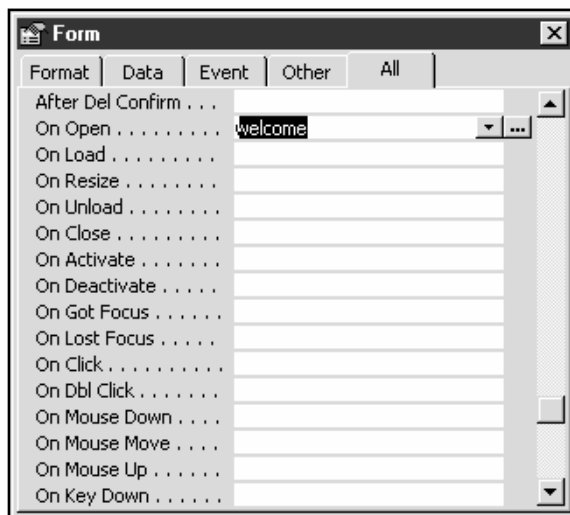 Form
Format Data Event Other All
After Del Confirm . . .
On Open . . . . . . . . . welcome ...
On Load . . . . . . . . .
On Resize . . . . . . . .
On Unload . . . . . . . .
On Close . . . . . . . . .
On Activate . . . . . . .
On Deactivate . . . . .
On Got Focus . . . . . .
On Lost Focus . . . . .
On Click . . . . . . . . . .
On Dbl Click . . . . . . .
On Mouse Down . . . .
On Mouse Move . . . .
On Mouse Up . . . . . .
On Key Down . . . . . .